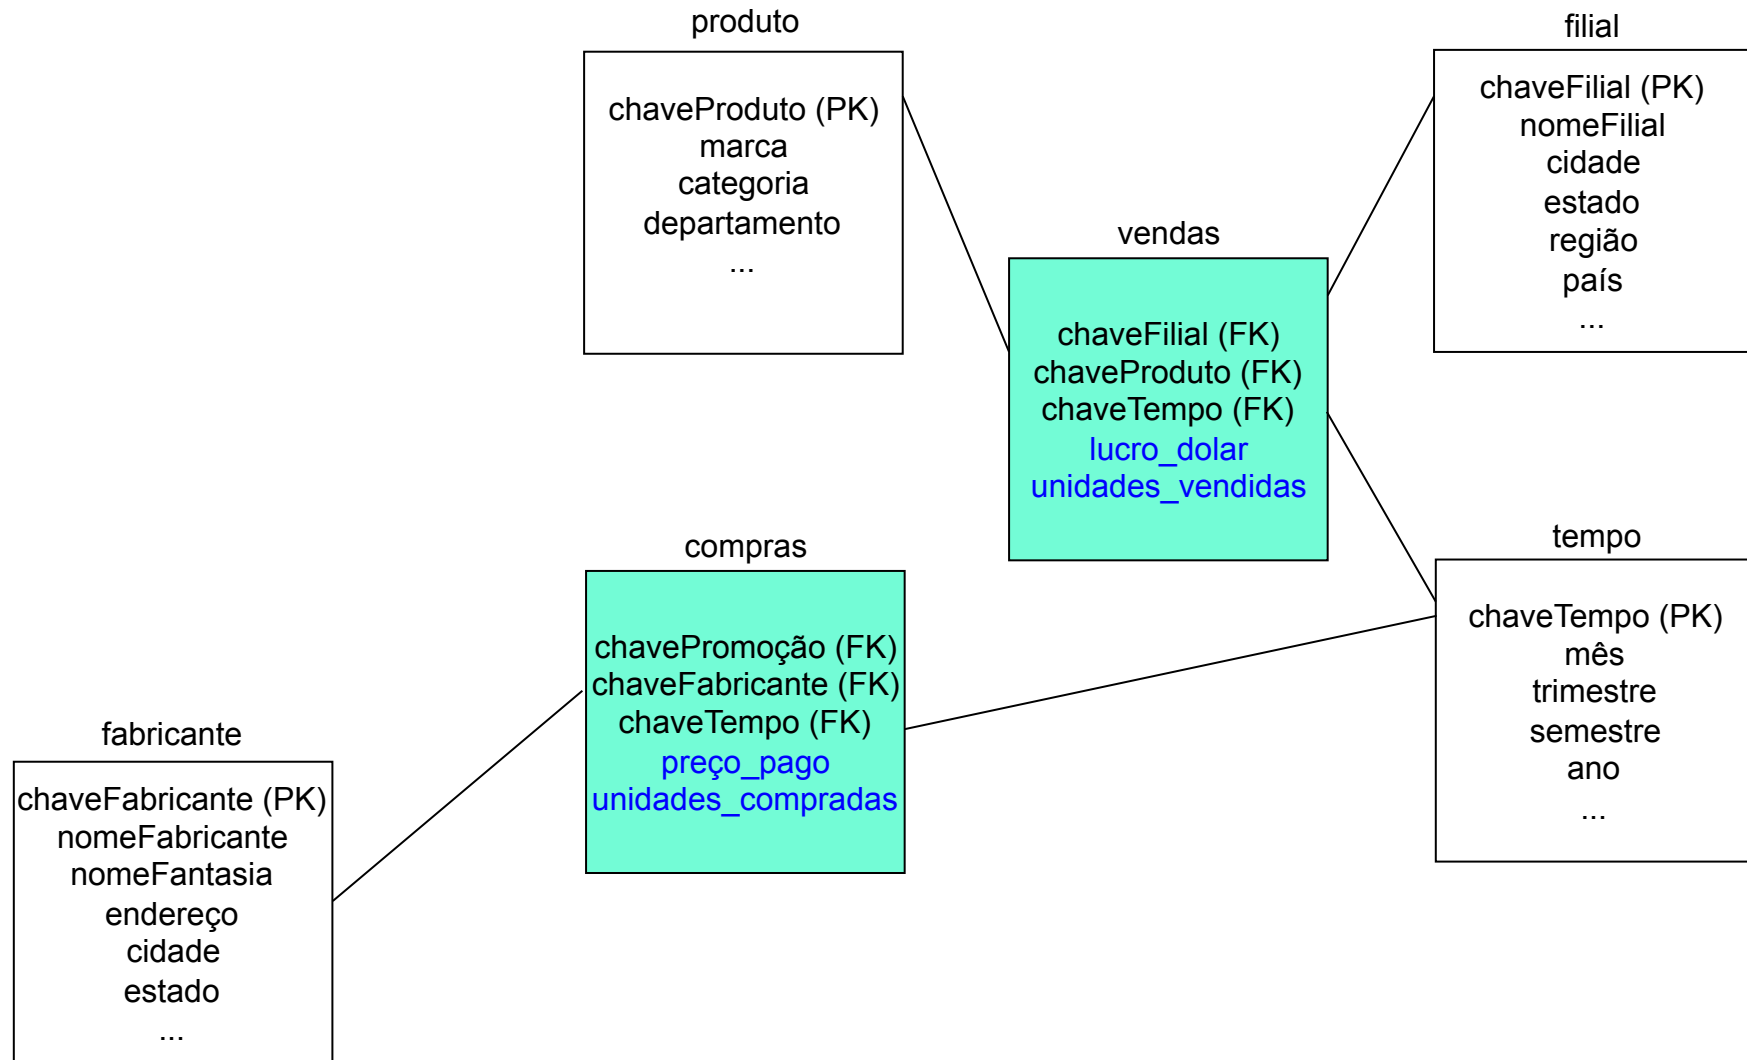 produto
chaveProduto (PK)
marca
categoria
departamento
...
filial
chaveFilial (PK)
nomeFilial
cidade
estado
região
país
...
vendas
chaveFilial (FK)
chaveProduto (FK)
chaveTempo (FK)
lucro_dolar
unidades_vendidas
compras
chavePromoção (FK)
chaveFabricante (FK)
chaveTempo (FK)
preço_pago
unidades_compradas
tempo
chaveTempo (PK)
mês
trimestre
semestre
ano
...
fabricante
chaveFabricante (PK)
nomeFabricante
nomeFantasia
endereço
cidade
estado
...